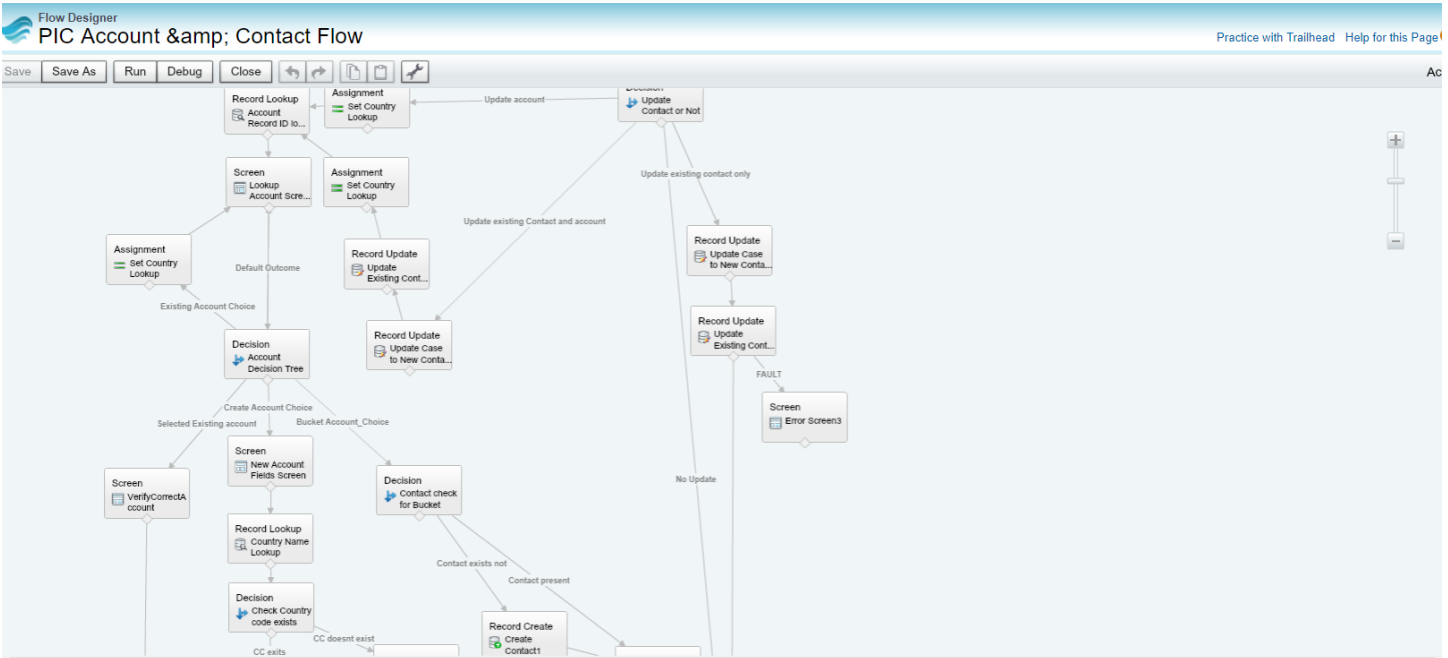 Flow Designer
PIC Account &amp; Contact Flow
Practice with Trailhead Help for this Page
Save Save As Run Debug Close
Ac
Record Lookup
Account
Record ID lo...
Assignment
Set Country
Lookup
Update account
Decision
Update
Contact or Not
Screen
Lookup
Account Scre...
Assignment
Set Country
Lookup
Update existing contact only
Update existing Contact and account
Assignment
Set Country
Lookup
Default Outcome
Record Update
Update
Existing Cont...
Record Update
Update Case
to New Conta...
Existing Account Choice
Decision
Account
Decision Tree
Record Update
Update Case
to New Conta...
Record Update
Update
Existing Cont...
FAULT
Create Account Choice
Selected Existing account
Bucket Account_Choice
Screen
Error Screen3
Screen
New Account
Fields Screen
Screen
VerifyCorrectA
ccount
Decision
Contact check
for Bucket
No Update
Record Lookup
Country Name
Lookup
Contact exists not
Contact present
Decision
Check Country
code exists
Record Create
Create
Contact1
CC doesnt exist
CC exits